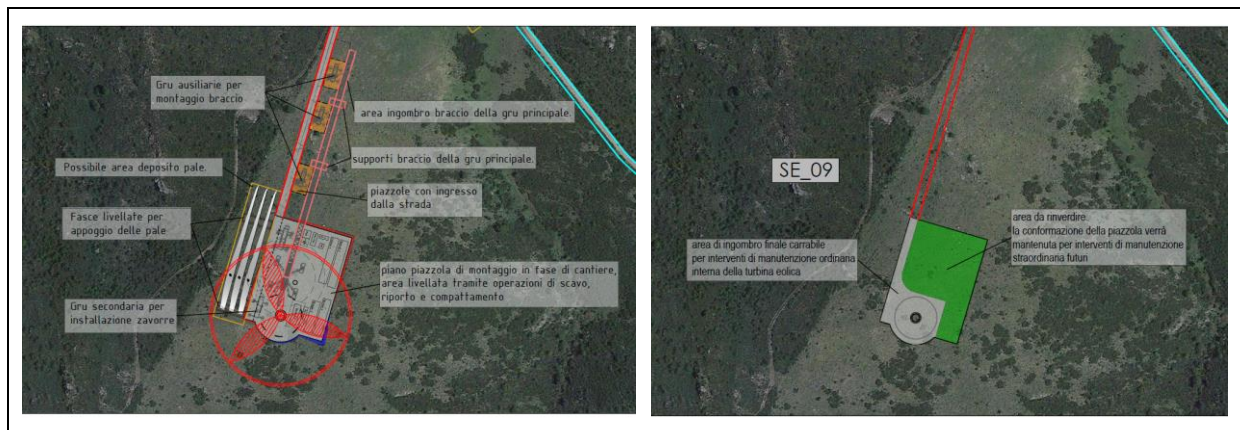 Gru ausiliarie per
montaggio braccio
area ingombro braccio della gru principale.
supporti braccio della gru principale.
Possibile area deposito pale.
piazzole con ingresso
dalla strada
Fasce livellate per
appoggio delle pale
piano piazzola di montaggio in fase di cantiere,
area livellata tramite operazioni di scavo,
riporto e compattamento
Gru secondaria per
installazione zavorre
SE_09
area da rinverdire.
la conformazione della piazzola verrá
mantenuta per interventi di manutenzione
straordinaria futuri
area di ingombro finale carrabile
per interventi di manutenzione ordinaria
interna della turbina eolica